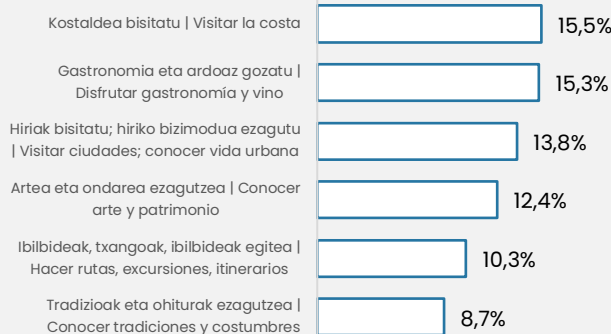 Kostaldea bisitatu | Visitar la costa
15,5%
Gastronomia eta ardoaz gozatu |
Disfrutar gastronomía y vino
15,3%
Hiriak bisitatu; hiriko bizimodua ezagutu
| Visitar ciudades; conocer vida urbana
13,8%
Artea eta ondarea ezagutzea | Conocer
arte y patrimonio
12,4%
Ibilbideak, txangoak, ibilbideak egitea |
Hacer rutas, excursiones, itinerarios
10,3%
Tradizioak eta ohiturak ezagutzea |
Conocer tradiciones y costumbres
8,7%